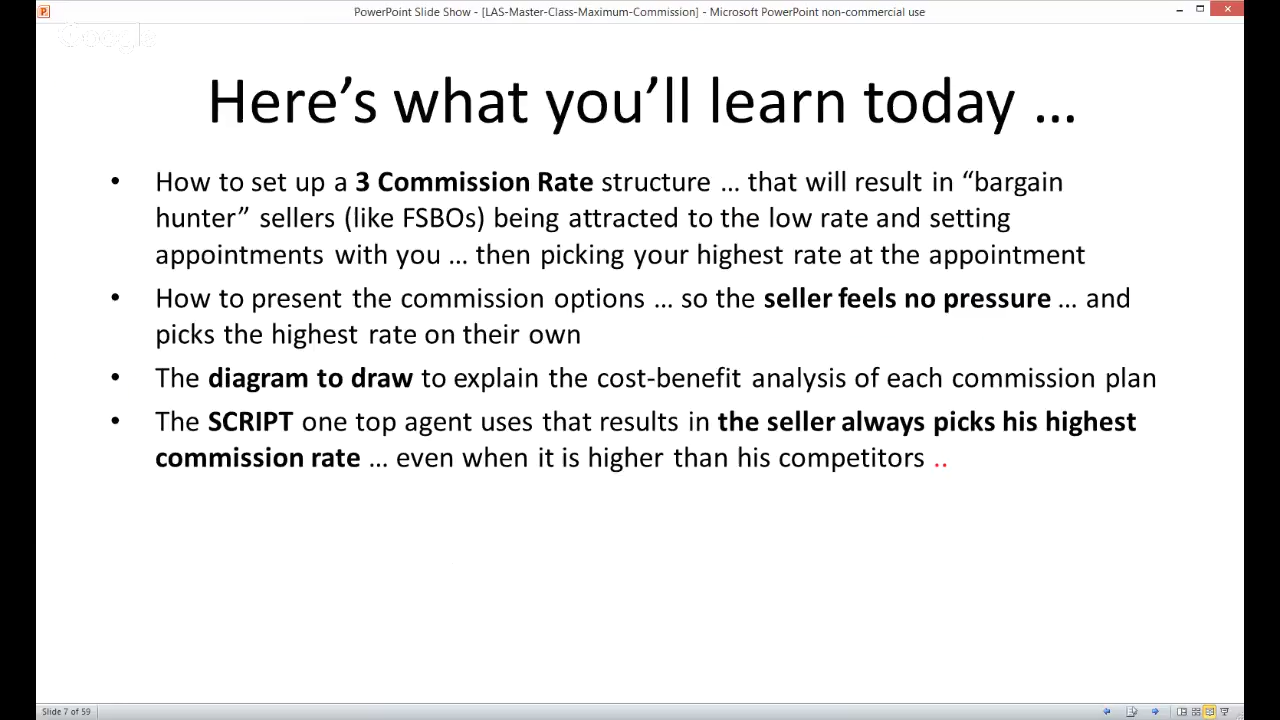 PowerPoint Slide Show - [LAS-Master-Class-Maximum-Commission] - Microsoft PowerPoint non-commercial use
Google
Here’s what you’ll learn today …
• How to set up a 3 Commission Rate structure … that will result in “bargain
hunter” sellers (like FSBOs) being attracted to the low rate and setting
appointments with you … then picking your highest rate at the appointment
• How to present the commission options … so the seller feels no pressure … and
picks the highest rate on their own
• The diagram to draw to explain the cost-benefit analysis of each commission plan
• The SCRIPT one top agent uses that results in the seller always picks his highest
commission rate … even when it is higher than his competitors ..
Slide 7 of 59